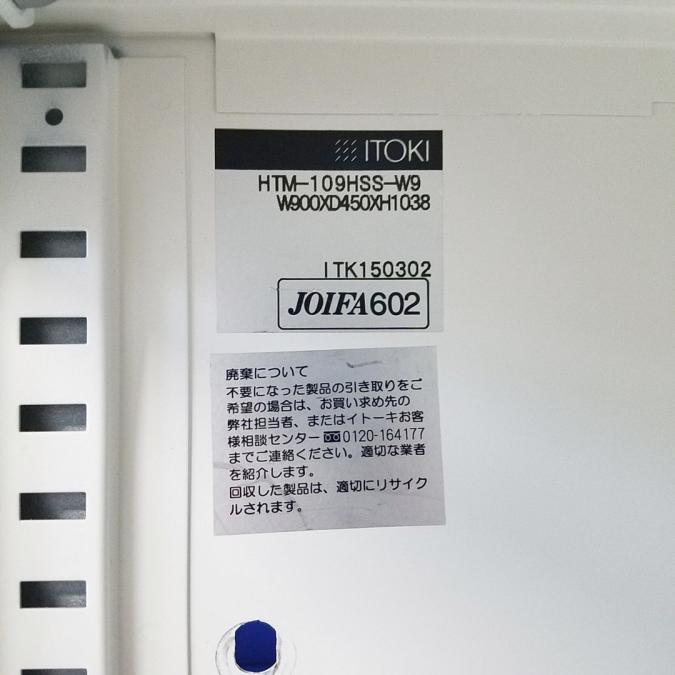 ITOKI
HTM-109HSS-W9
W900XD450XH1038
ITK150302
JOIFA602
廃棄について
不要になった製品の引き取りをご
希望の場合は、お買い求め先の
弊社担当者、またはイトーキお客
様相談センター 0120-164177
までご連絡ください。適切な業者
を紹介します。
回収した製品は、適切にリサイク
ルされます。